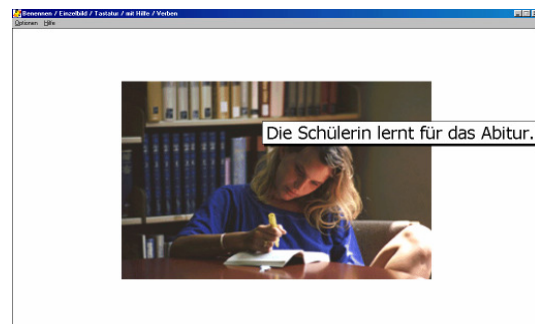 Benennen / Einzelbild / Tastatur / mit Hilfe / Verben
Optionen Hilfe
Die Schülerin lernt für das Abitur.